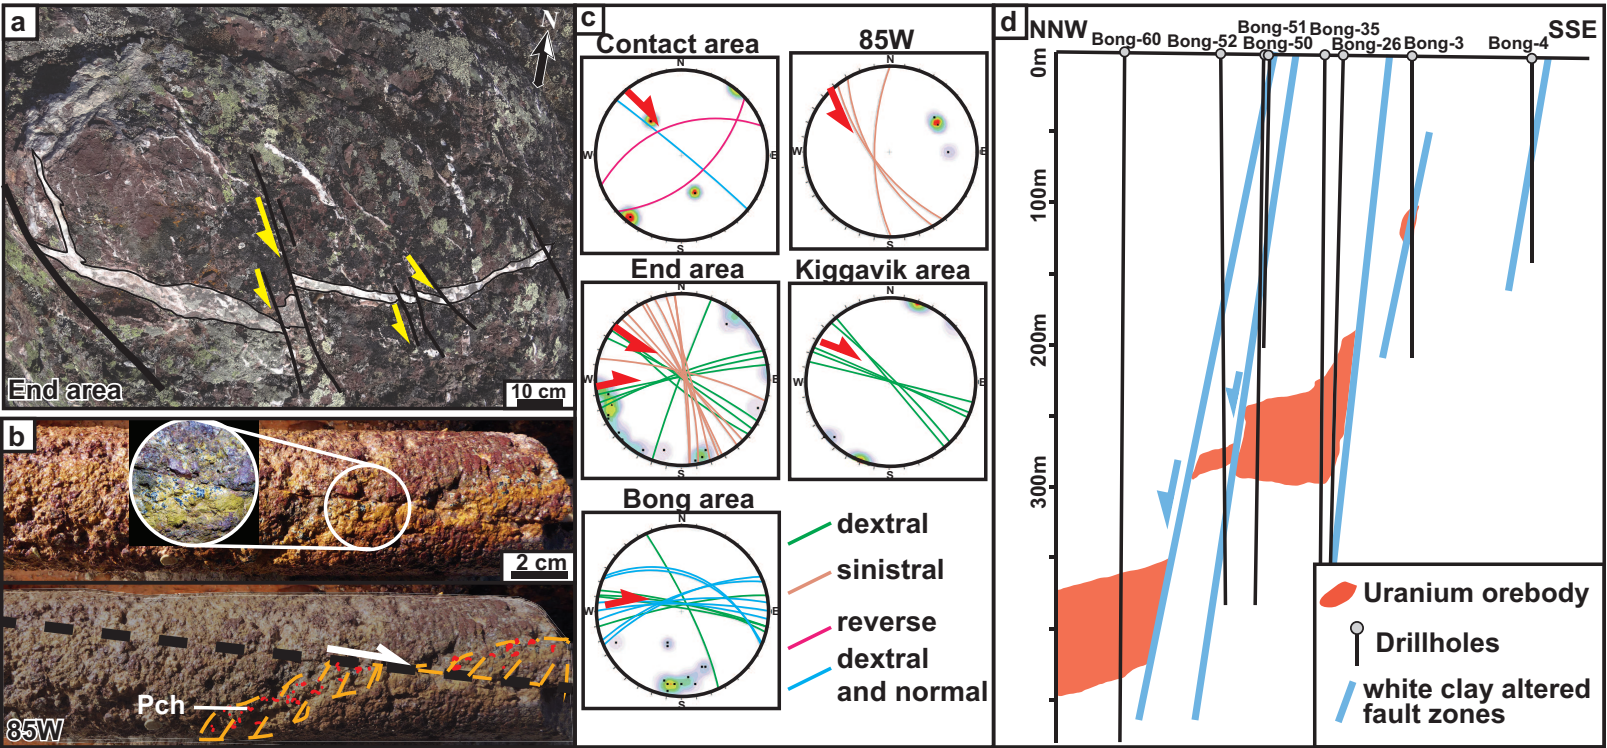 a
N
End area
10 cm
b
2 cm
Pch
85W
c
Contact area
N
W
E
S
85W
N
W
E
S
End area
N
W
E
S
Kiggavik area
N
W
E
S
Bong area
N
W
E
S
dextral
sinistral
reverse
dextral
and normal
d
NNW
SSE
Bong-60
Bong-52
Bong-51
Bong-50
Bong-35
Bong-26
Bong-3
Bong-4
0m
100m
200m
300m
Uranium orebody
Drillholes
white clay altered
fault zones